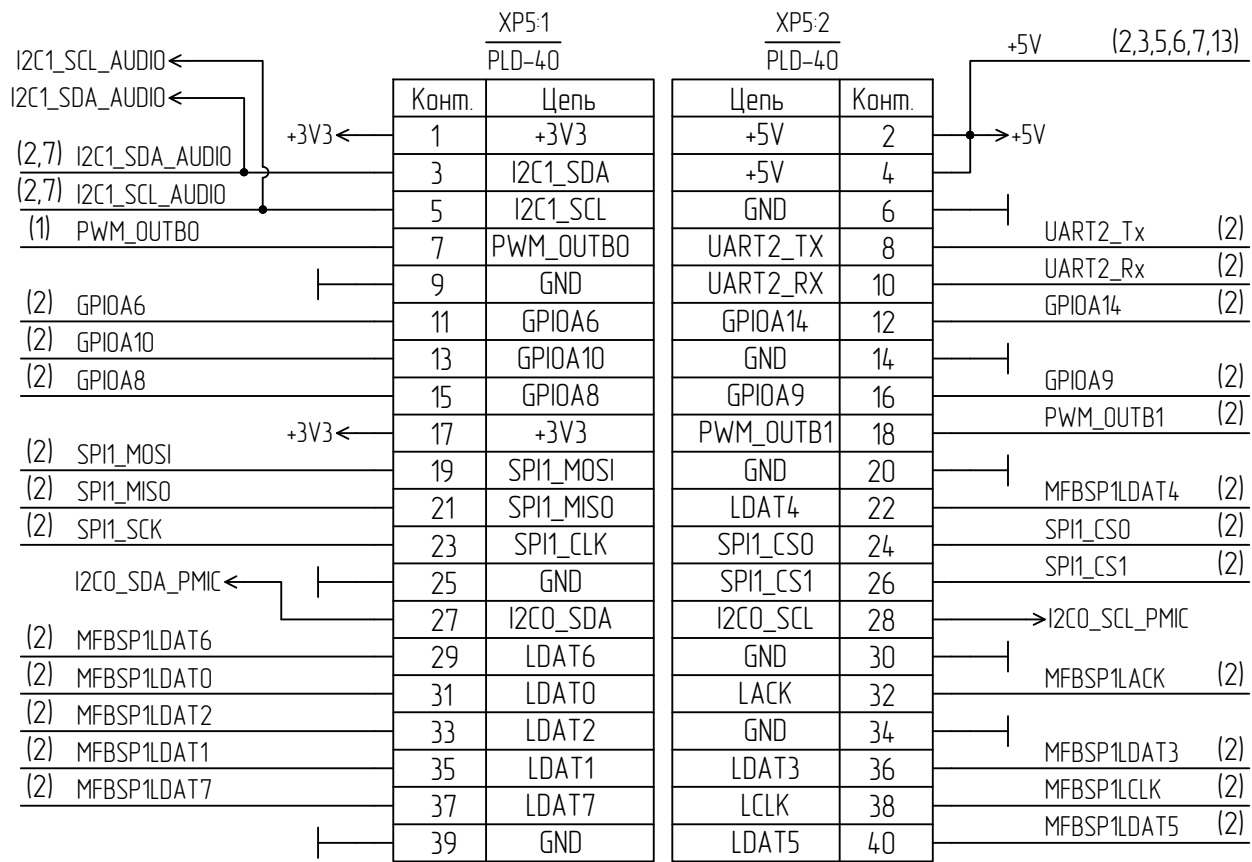 XP5:1
PLD-40
XP5:2
PLD-40
+5V (2,3,5,6,7,13)
I2C1_SCL_AUDIO
I2C1_SDA_AUDIO
Конт. Цепь Цепь Конт.
+3V3 1 +3V3 +5V 2 +5V
(2,7) I2C1_SDA_AUDIO 3 I2C1_SDA +5V 4
(2,7) I2C1_SCL_AUDIO 5 I2C1_SCL GND 6
(1) PWM_OUTB0 7 PWM_OUTB0 UART2_TX 8 UART2_Tx (2)
9 GND UART2_RX 10 UART2_Rx (2)
(2) GPIOA6 11 GPIOA6 GPIOA14 12 GPIOA14 (2)
(2) GPIOA10 13 GPIOA10 GND 14
(2) GPIOA8 15 GPIOA8 GPIOA9 16 GPIOA9 (2)
+3V3 17 +3V3 PWM_OUTB1 18 PWM_OUTB1 (2)
(2) SPI1_MOSI 19 SPI1_MOSI GND 20
(2) SPI1_MISO 21 SPI1_MISO LDAT4 22 MFBSP1LDAT4 (2)
(2) SPI1_SCK 23 SPI1_CLK SPI1_CS0 24 SPI1_CS0 (2)
25 GND SPI1_CS1 26 SPI1_CS1 (2)
I2C0_SDA_PMIC 27 I2C0_SDA I2C0_SCL 28 I2C0_SCL_PMIC
(2) MFBSP1LDAT6 29 LDAT6 GND 30
(2) MFBSP1LDAT0 31 LDAT0 LACK 32 MFBSP1LACK (2)
(2) MFBSP1LDAT2 33 LDAT2 GND 34
(2) MFBSP1LDAT1 35 LDAT1 LDAT3 36 MFBSP1LDAT3 (2)
(2) MFBSP1LDAT7 37 LDAT7 LCLK 38 MFBSP1LCLK (2)
39 GND LDAT5 40 MFBSP1LDAT5 (2)